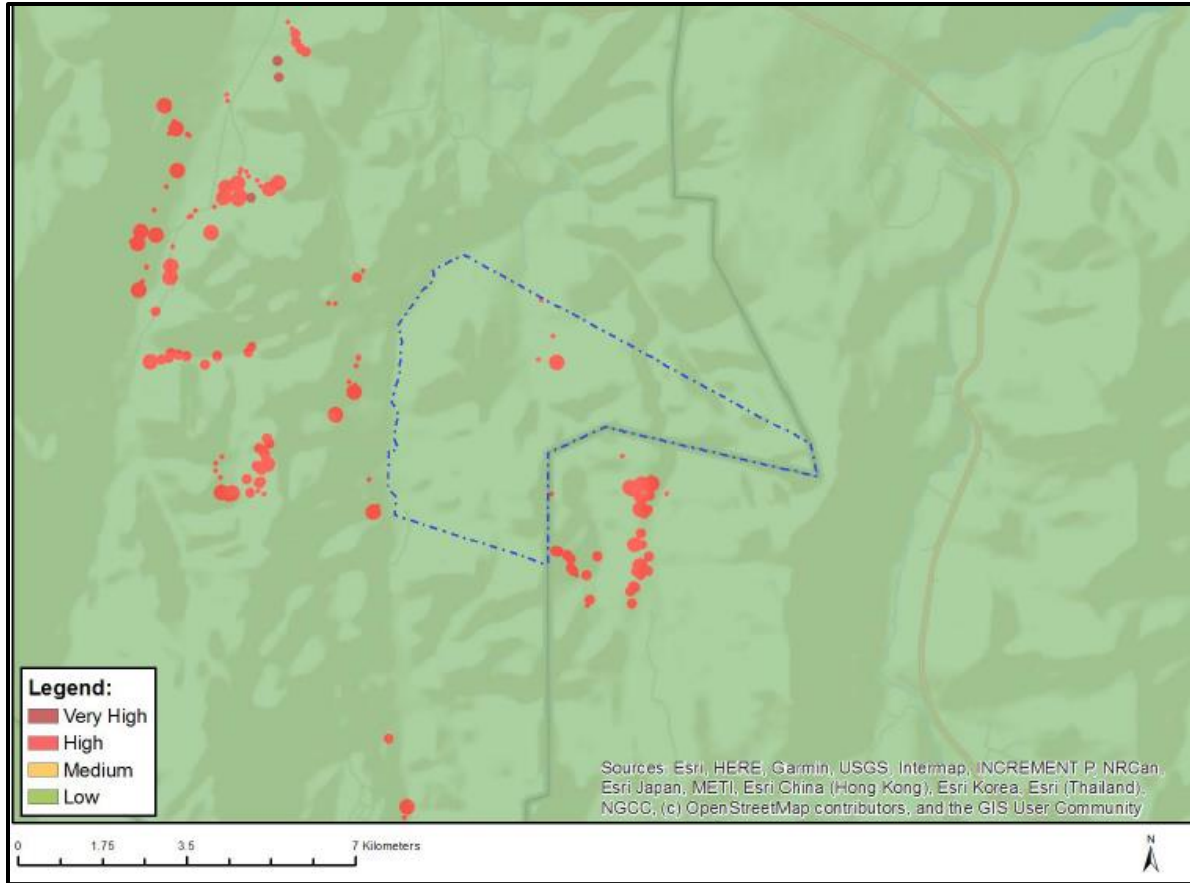 Legend:
Very High
High
Medium
Low
Sources: Esri, HERE, Garmin, USGS, Intermap, INCREMENT P, NRCan,
Esri Japan, METI, Esri China (Hong Kong), Esri Korea, Esri (Thailand),
NGCC, (c) OpenStreetMap contributors, and the GIS User Community
0 1.75 3.5 7 Kilometers
N